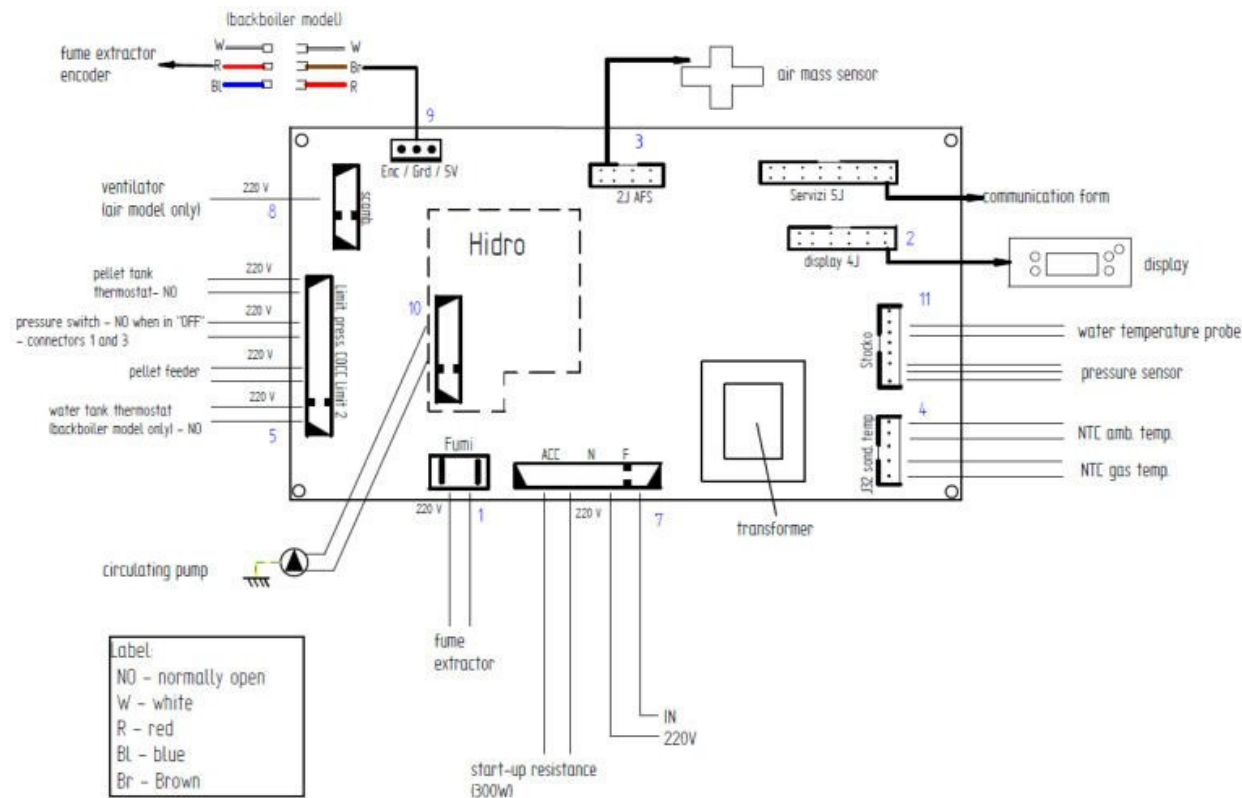 (backboiler model)
W
W
fume extractor
encoder
R
Br
Bl
R
air mass sensor
9
3
Enc / Grd / 5V
2J AFS
Servizi 5J
communication form
ventilator
(air model only)
220 V
8
scamb.
Hidro
2
display 4J
display
pellet tank
thermostat- NO
220 V
pressure switch - NO when in "OFF"
- connectors 1 and 3
220 V
pellet feeder
220 V
water tank thermostat
(backboiler model only) - NO
220 V
5
Limit. press. COCC Limit 2
10
11
Stocko
water temperature probe
pressure sensor
4
J32 sond. temp
NTC amb. temp.
NTC gas temp.
Fumi
ACC
N
F
220 V
1
220 V
7
transformer
circulating pump
fume
extractor
IN
220V
start-up resistance
(300W)
Label:
NO - normally open
W - white
R - red
Bl - blue
Br - Brown